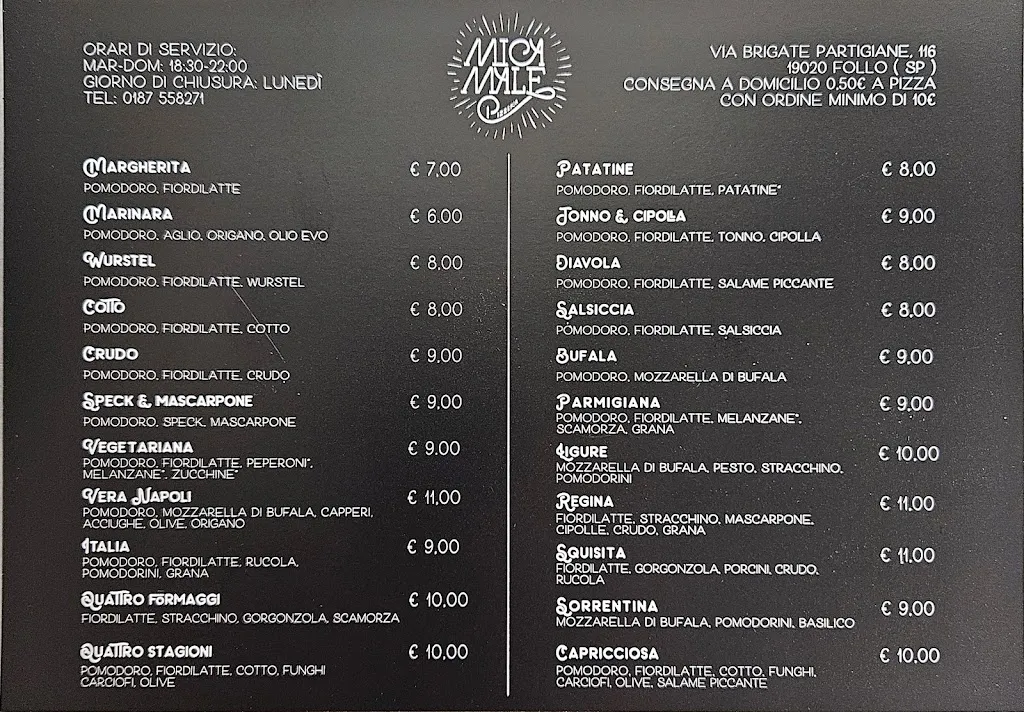 ORARI DI SERVIZIO:
MAR-DOM: 18:30-22:00
GIORNO DI CHIUSURA: LUNEDÌ
TEL: 0187 558271
MICA
MALE
Pizzeria
VIA BRIGATE PARTIGIANE, 116
19020 FOLLO ( SP )
CONSEGNA A DOMICILIO 0,50€ A PIZZA
CON ORDINE MINIMO DI 10€
MARGHERITA € 7,00
POMODORO, FIORDILATTE
MARINARA € 6,00
POMODORO, AGLIO, ORIGANO, OLIO EVO
WURSTEL € 8,00
POMODORO, FIORDILATTE, WURSTEL
COTTO € 8,00
POMODORO, FIORDILATTE, COTTO
CRUDO € 9,00
POMODORO, FIORDILATTE, CRUDO
SPECK & MASCARPONE € 9,00
POMODORO, SPECK, MASCARPONE
VEGETARIANA € 9,00
POMODORO, FIORDILATTE, PEPERONI*,
MELANZANE*, ZUCCHINE*
VERA NAPOLI € 11,00
POMODORO, MOZZARELLA DI BUFALA, CAPPERI,
ACCIUGHE, OLIVE, ORIGANO
ITALIA € 9,00
POMODORO, FIORDILATTE, RUCOLA,
POMODORINI, GRANA
QUATTRO FORMAGGI € 10,00
FIORDILATTE, STRACCHINO, GORGONZOLA, SCAMORZA
QUATTRO STAGIONI € 10,00
POMODORO, FIORDILATTE, COTTO, FUNGHI
CARCIOFI, OLIVE
PATATINE € 8,00
POMODORO, FIORDILATTE, PATATINE*
TONNO & CIPOLLA € 9,00
POMODORO, FIORDILATTE, TONNO, CIPOLLA
DIAVOLA € 8,00
POMODORO, FIORDILATTE, SALAME PICCANTE
SALSICCIA € 8,00
POMODORO, FIORDILATTE, SALSICCIA
BUFALA € 9,00
POMODORO, MOZZARELLA DI BUFALA
PARMIGIANA € 9,00
POMODORO, FIORDILATTE, MELANZANE*,
SCAMORZA, GRANA
LIGURE € 10,00
MOZZARELLA DI BUFALA, PESTO, STRACCHINO,
POMODORINI
REGINA € 11,00
FIORDILATTE, STRACCHINO, MASCARPONE,
CIPOLLE, CRUDO, GRANA
SQUISITA € 11,00
FIORDILATTE, GORGONZOLA, PORCINI, CRUDO,
RUCOLA
SORRENTINA € 9,00
MOZZARELLA DI BUFALA, POMODORINI, BASILICO
CAPRICCIOSA € 10,00
POMODORO, FIORDILATTE, COTTO, FUNGHI,
CARCIOFI, OLIVE, SALAME PICCANTE